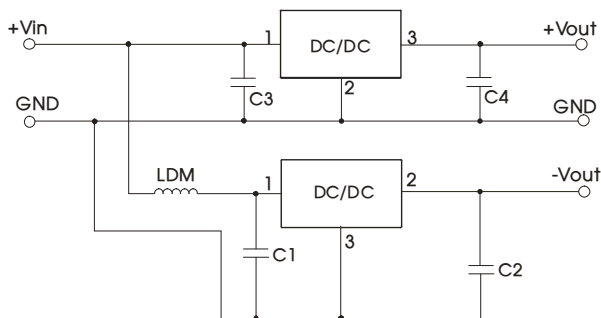 +Vin
1
DC/DC
3
+Vout
C3
2
C4
GND
GND
LDM
1
DC/DC
2
-Vout
3
C1
C2